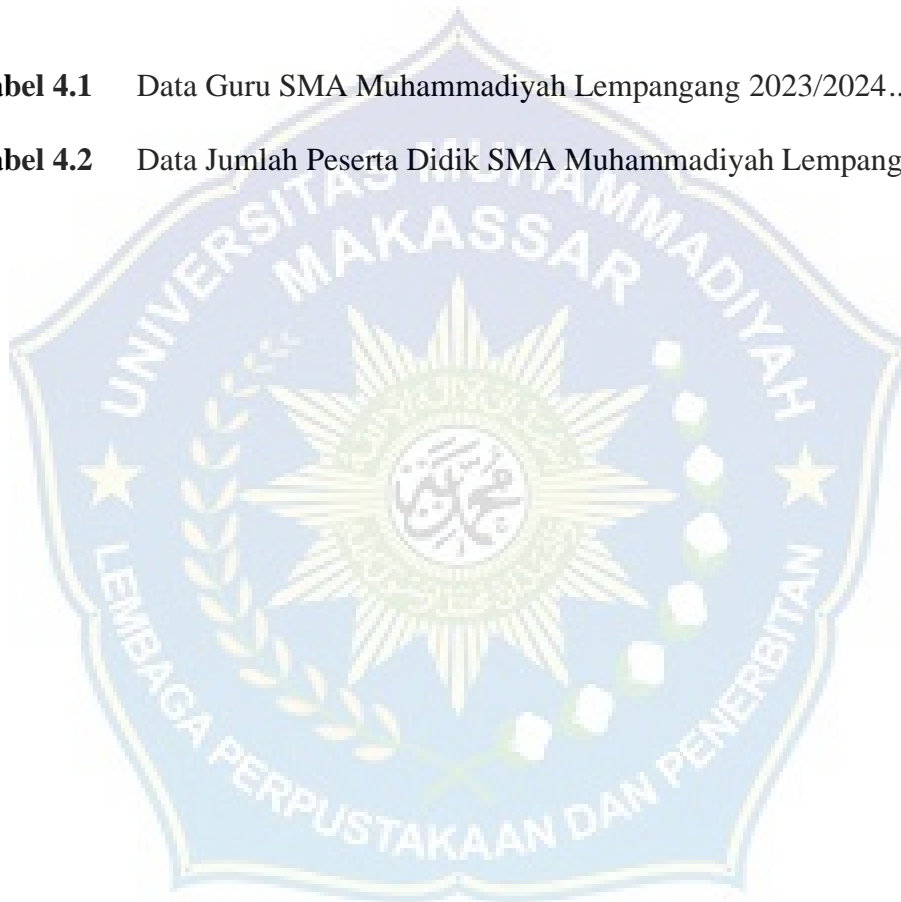 abel 4.1 Data Guru SMA Muhammadiyah Lempangang 2023/2024..
abel 4.2 Data Jumlah Peserta Didik SMA Muhammadiyah Lempang
UNIVERSITAS MUHAMMADIYAH
MAKASSAR
LEMBAGA PERPUSTAKAAN DAN PENERBITAN